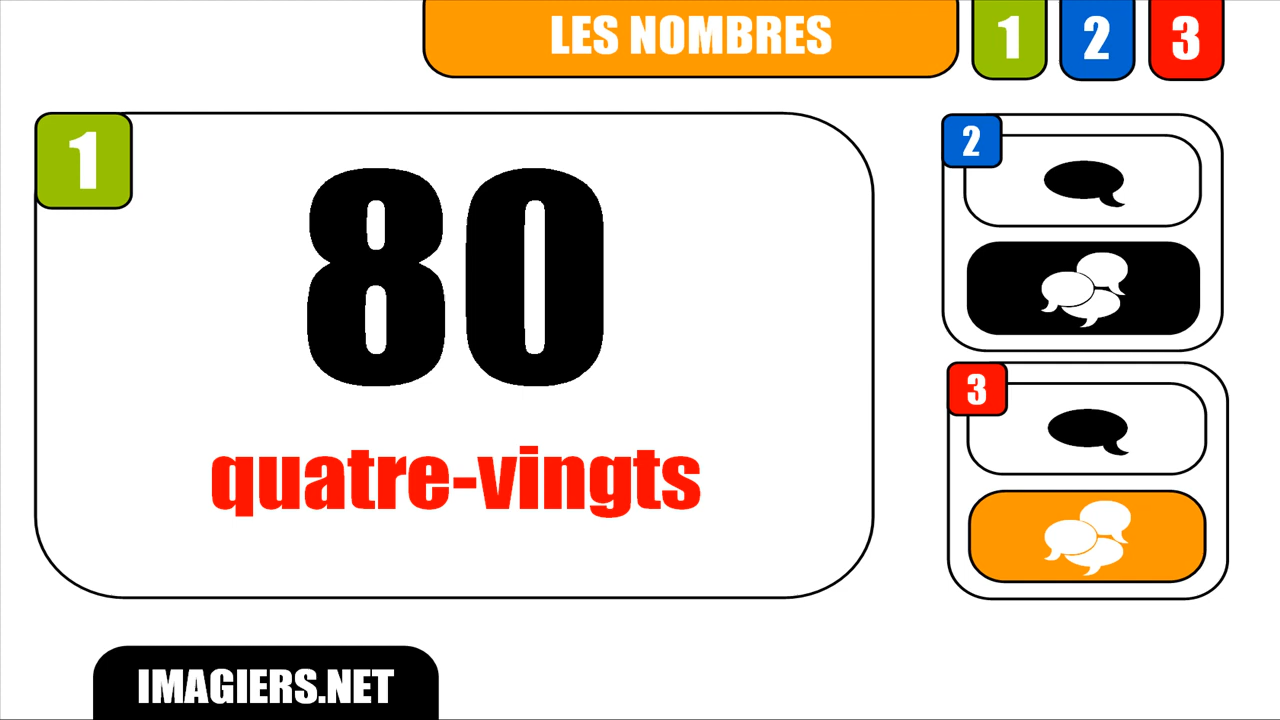 LES NOMBRES
1
2
3
1
80
quatre-vingts
2
3
IMAGIERS.NET